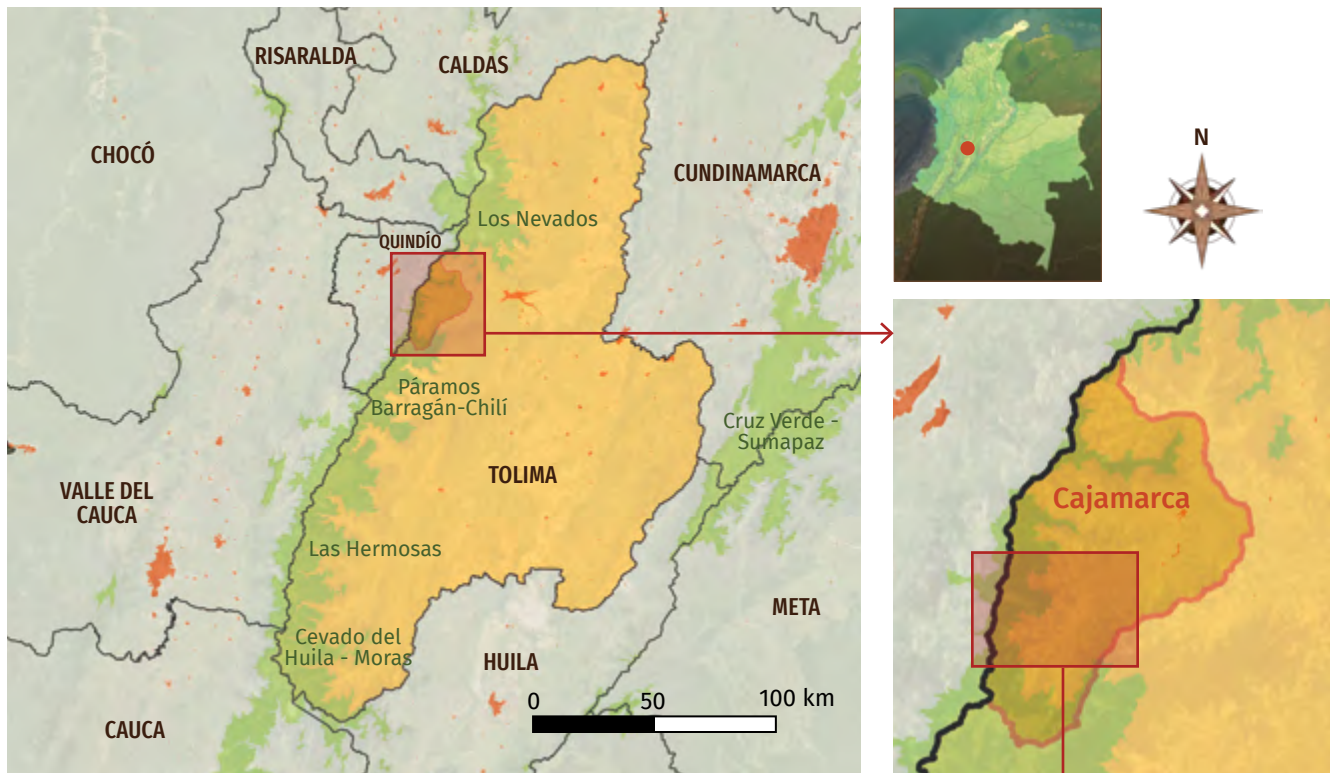 RISARALDA
CALDAS
CHOCÓ
CUNDINAMARCA
Los Nevados
QUINDÍO
Páramos
Barragán-Chilí
Cruz Verde -
Sumapaz
TOLIMA
VALLE DEL
CAUCA
Las Hermosas
META
Cevado del
Huila - Moras
HUILA
CAUCA
0 50 100 km
N
Cajamarca